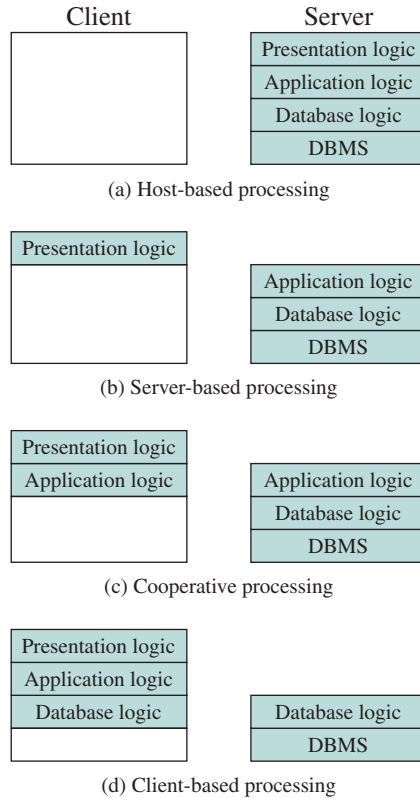 Client
Server
Presentation logic
Application logic
Database logic
DBMS
(a) Host-based processing
Presentation logic
Application logic
Database logic
DBMS
(b) Server-based processing
Presentation logic
Application logic
Application logic
Database logic
DBMS
(c) Cooperative processing
Presentation logic
Application logic
Database logic
Database logic
DBMS
(d) Client-based processing